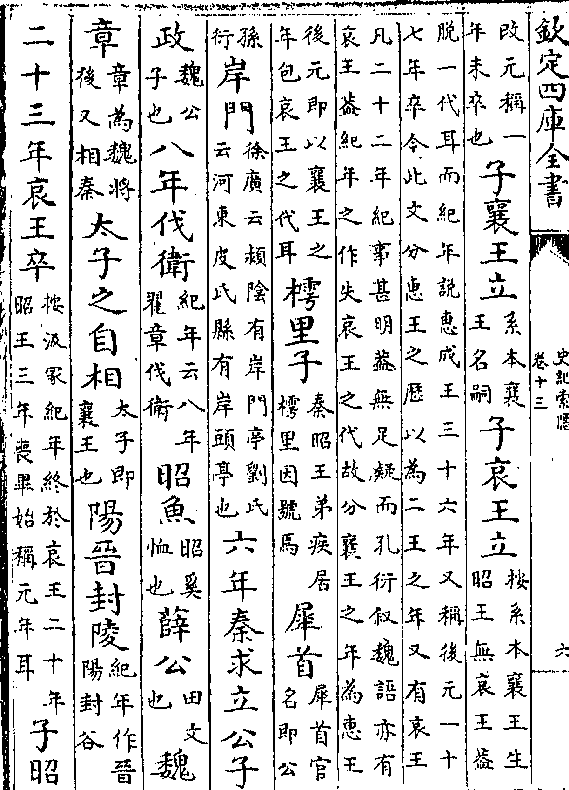 欽定四庫全書
史記索隱
卷十三
六
改元稱一年未卒也子襄王立系本襄王名嗣子哀王立按系本襄王生昭王無哀王葢
脱一代耳而紀年説惠成王三十六年又稱後元一十
七年卒今此文分惠王之歴以為二王之年又有哀王
凡二十二年紀事甚明葢無足疑而孔衍叙魏語亦有
哀王葢紀年之作失哀王之代故分襄王之年為惠王
後元即以襄王之年包哀王之代耳樗里子秦昭王弟疾居樗里因號焉犀首犀首官名即公
孫衍岸門徐廣云潁隂有岸門亭劉氏云河東皮氏縣有岸頭亭也六年秦求立公子
政魏公子也八年伐衛紀年云八年翟章伐衛昭魚昭奚恤也薛公田文也魏
章章為魏將後又相秦太子之自相太子即襄王也陽晉封陵紀年作晉陽封谷
二十三年哀王卒按汲冢紀年終於哀王二十年昭王三年喪畢始稱元年耳子昭